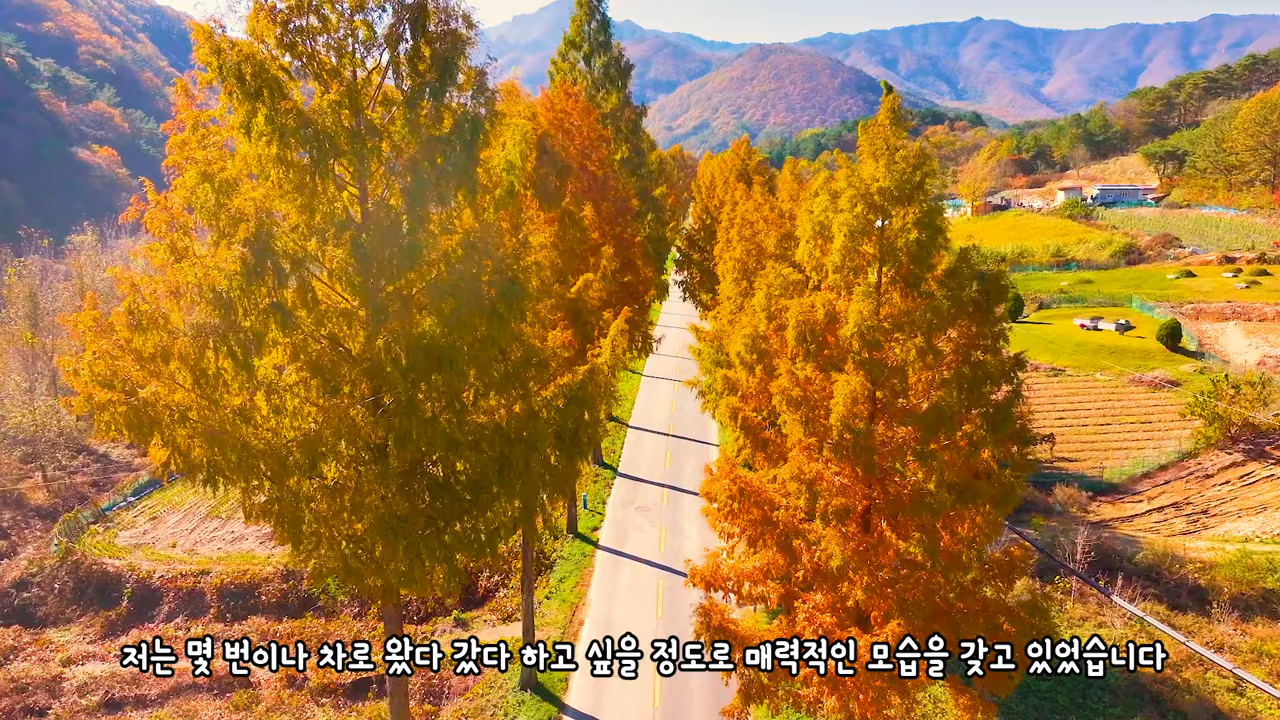 저는 몇 번이나 차로 왔다 갔다 하고 싶을 정도로 매력적인 모습을 갖고 있었습니다